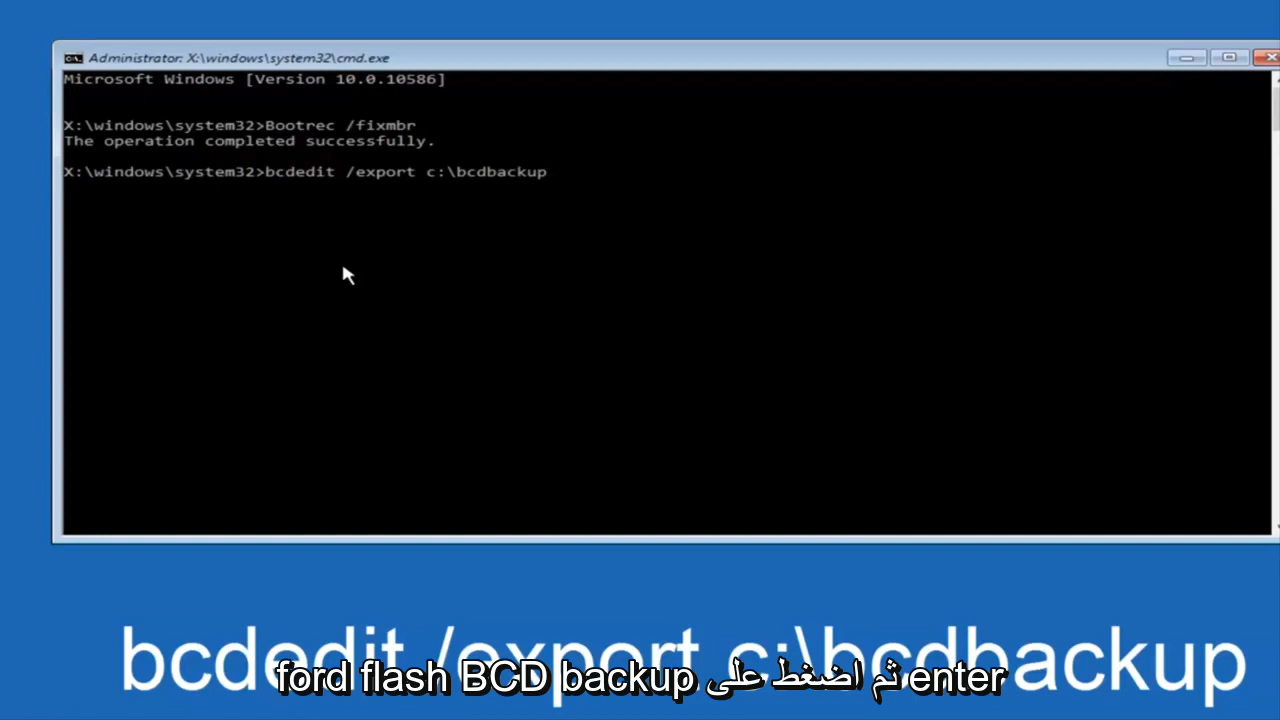 Administrator: X:\windows\system32\cmd.exe
Microsoft Windows [Version 10.0.10586]
X:\windows\system32>Bootrec /fixmbr
The operation completed successfully.
X:\windows\system32>bcdedit /export c:\bcdbackup
bcdedit /export c:\bcdbackup
ford flash BCD backup ثم اضغط على enter